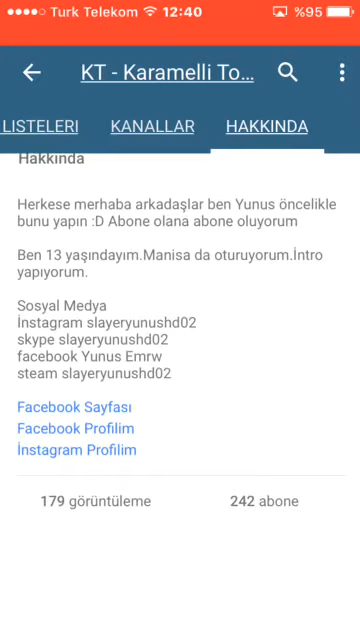 Turk Telekom 12:40 %95
KT - Karamelli To...
LISTELERI KANALLAR HAKKINDA
Hakkında
Herkese merhaba arkadaşlar ben Yunus öncelikle
bunu yapın :D Abone olana abone oluyorum
Ben 13 yaşındayım.Manisa da oturuyorum.İntro
yapıyorum.
Sosyal Medya
İnstagram slayeryunushd02
skype slayeryunushd02
facebook Yunus Emrw
steam slayeryunushd02
Facebook Sayfası
Facebook Profilim
İnstagram Profilim
179 görüntüleme 242 abone